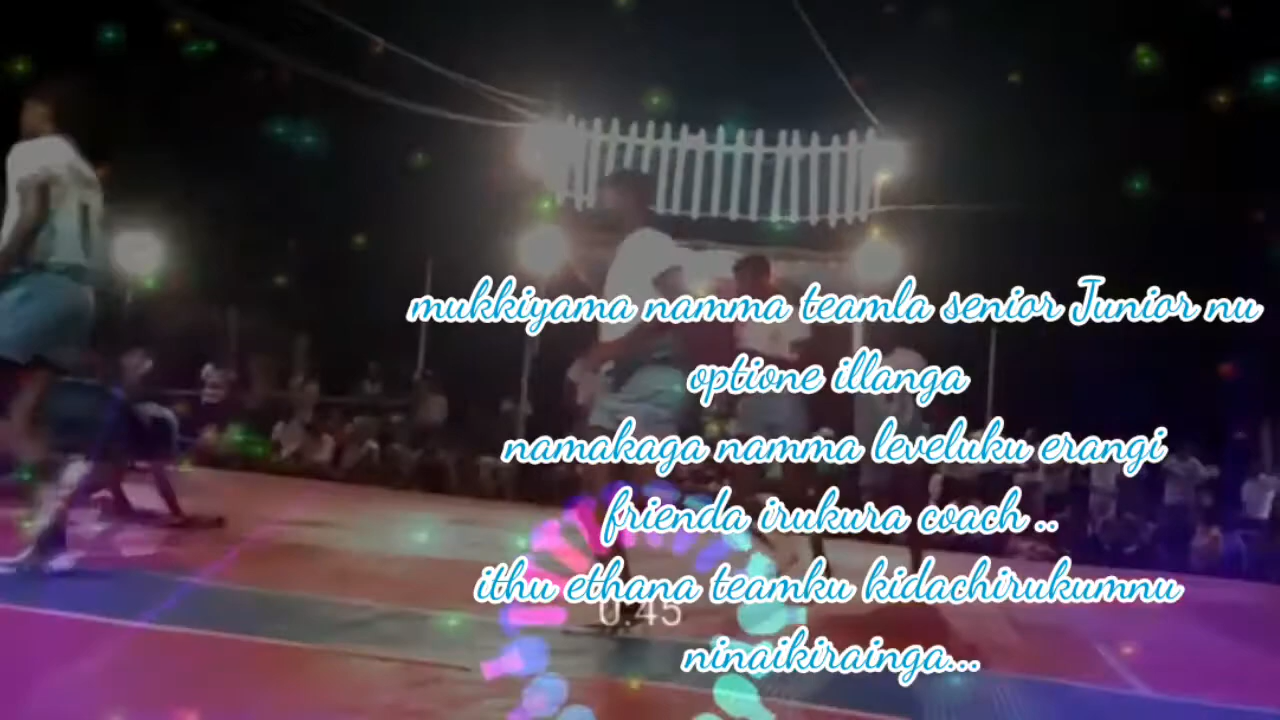 mukkiyama namma teamla senior Junior nu
optione illanga
namakaga namma leveluku erangi
frienda irukura coach ..
ithu ethana teamku kidachirukumnu
0:45
ninaikirainga...